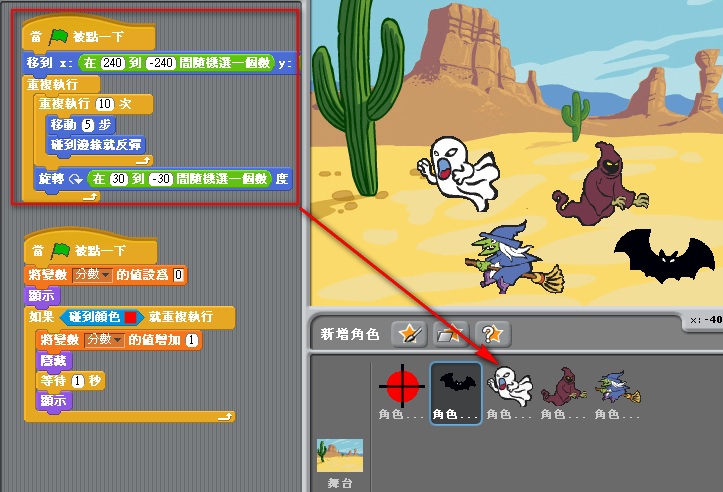 當 被點一下
移到 x: 在 240 到 -240 間隨機選一個數 y:
重複執行
重複執行 10 次
移動 5 步
碰到邊緣就反彈
旋轉 在 30 到 -30 間隨機選一個數 度
當 被點一下
將變數 分數 的值設為 0
顯示
如果 碰到顏色 就重複執行
將變數 分數 的值增加 1
隱藏
等待 1 秒
顯示
x: -40
新增角色
角色... 角色... 角色... 角色... 角色...
舞台